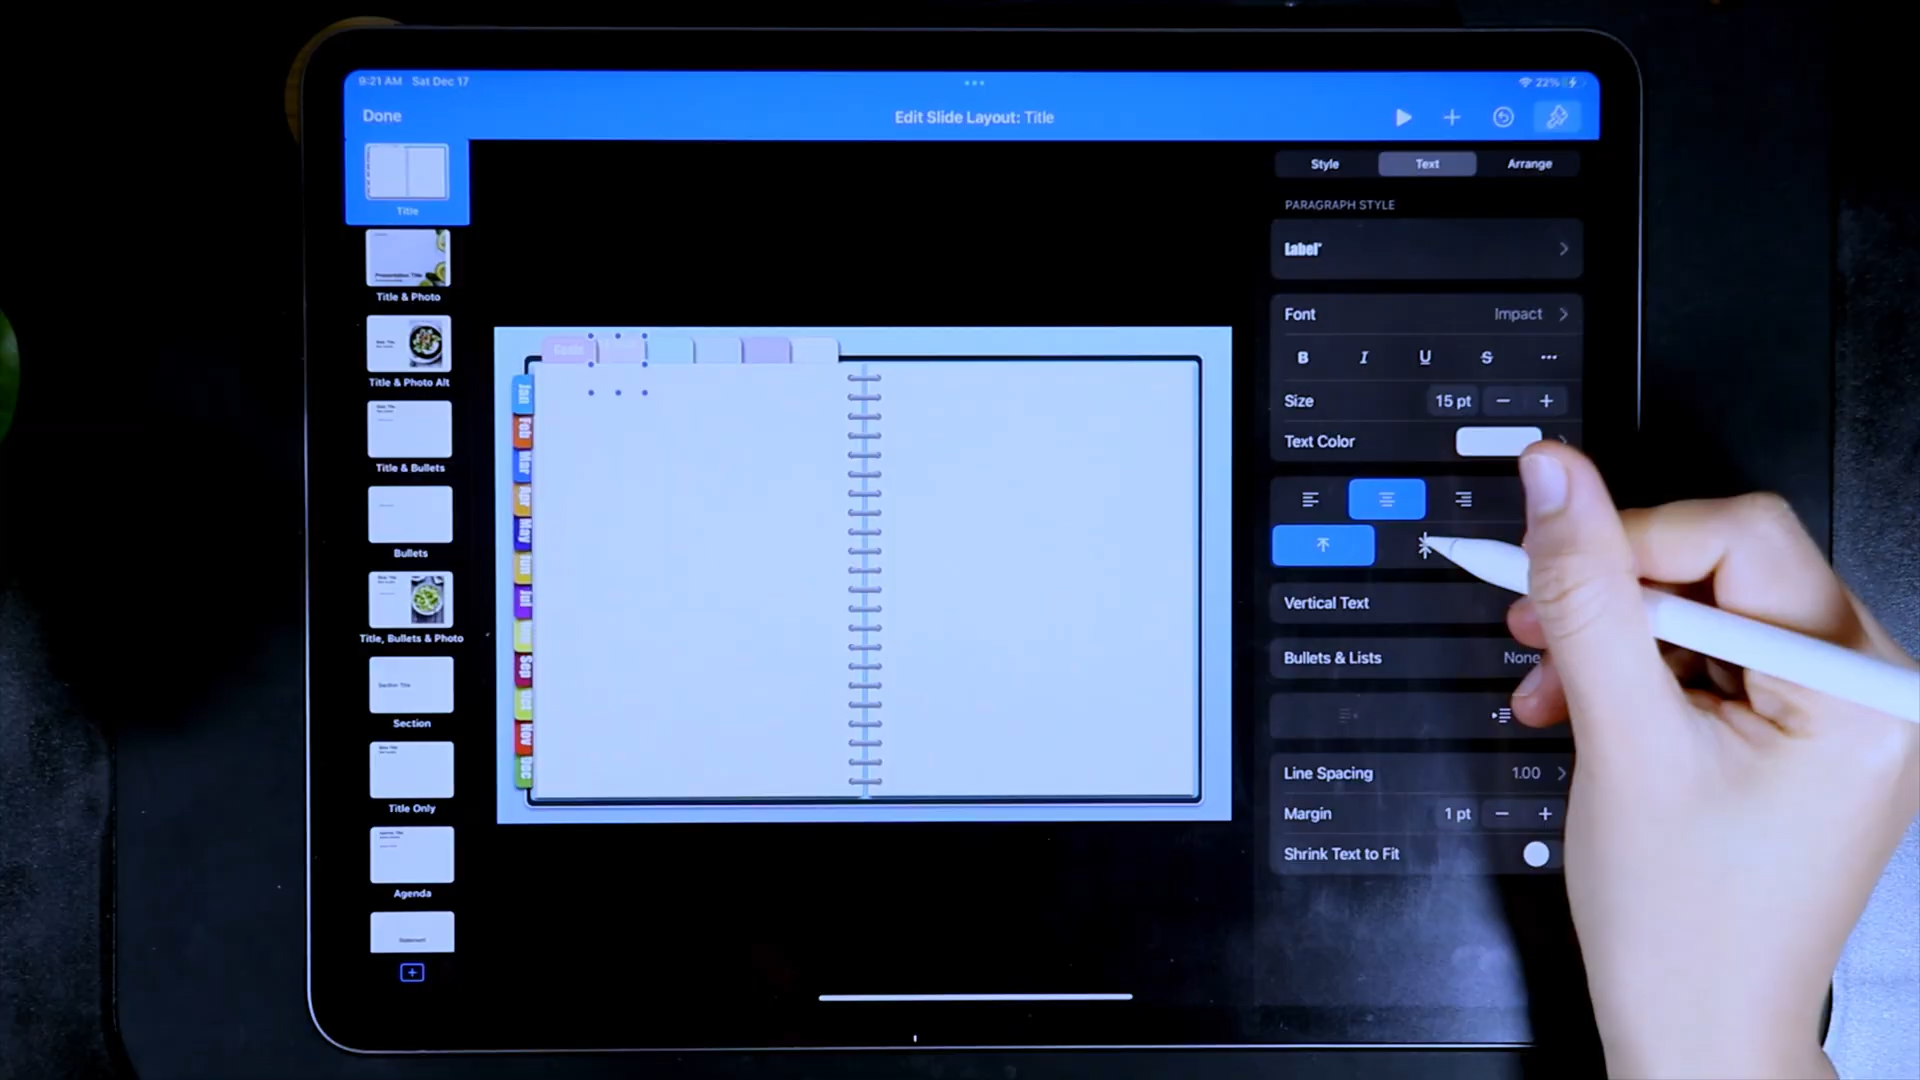 9:21 AM Sat Dec 17
22%
Done
Edit Slide Layout: Title
Title
Title & Photo
Title & Photo Alt
Title & Bullets
Bullets
Title, Bullets & Photo
Section
Title Only
Agenda
Goals
Jan
Feb
Mar
Apr
May
Jun
Jul
Sep
Oct
Nov
Dec
Style
Text
Arrange
PARAGRAPH STYLE
Label*
Font
Impact
B
I
U
S
Size
15 pt
Text Color
Vertical Text
Bullets & Lists
None
Line Spacing
1.00
Margin
1 pt
Shrink Text to Fit